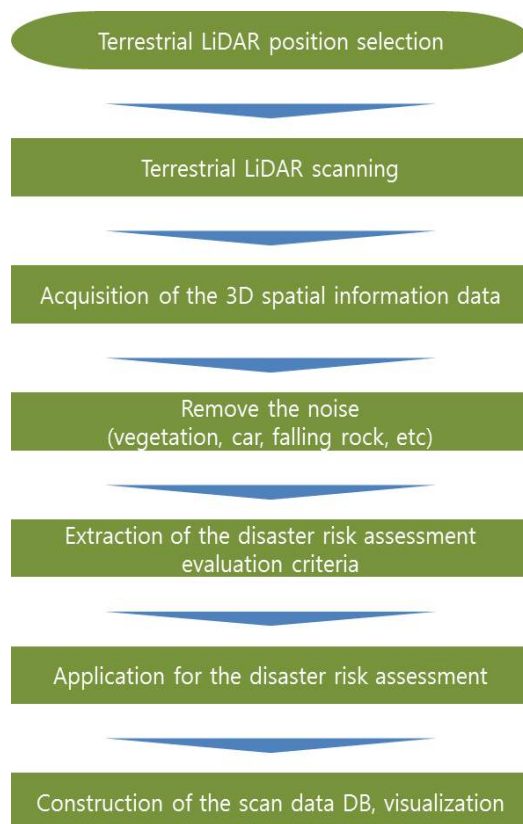 Terrestrial LiDAR position selection
Terrestrial LiDAR scanning
Acquisition of the 3D spatial information data
Remove the noise
(vegetation, car, falling rock, etc)
Extraction of the disaster risk assessment
evaluation criteria
Application for the disaster risk assessment
Construction of the scan data DB, visualization